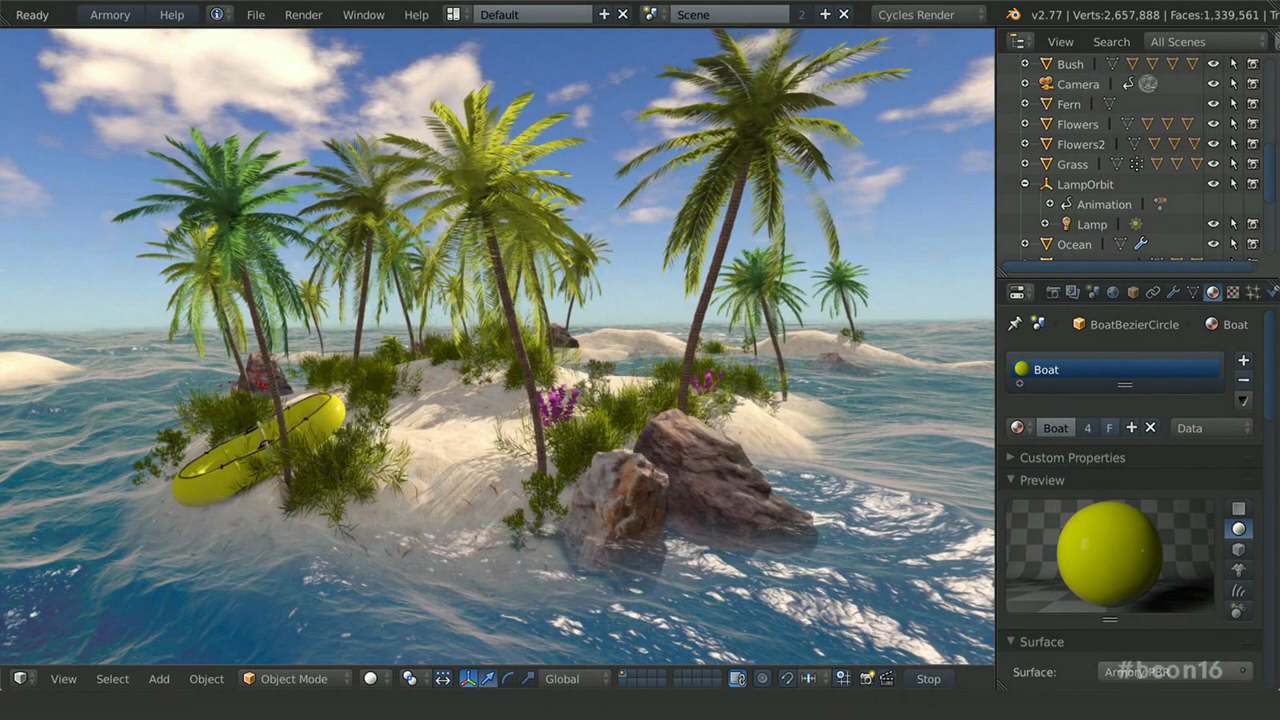 Ready Armory Help File Render Window Help Default Scene 2 Cycles Render v2.77 | Verts:2,657,888 | Faces:1,339,561 | T
View Search All Scenes
Bush
Camera
Fern
Flowers
Flowers2
Grass
LampOrbit
Animation
Lamp
Ocean
BoatBezierCircle Boat
Boat
Boat 4 F Data
Custom Properties
Preview
Surface
Surface: Armory PBR
#bcon16
View Select Add Object Object Mode Global Stop